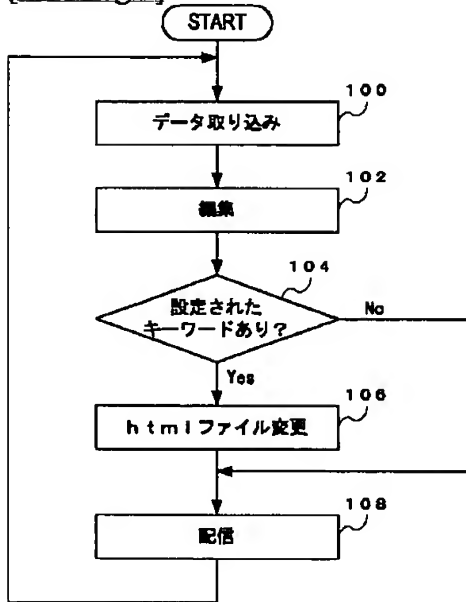 START
100
データ取り込み
102
編集
104
設定された
キーワードあり？
No
Yes
106
htmlファイル変更
108
配信